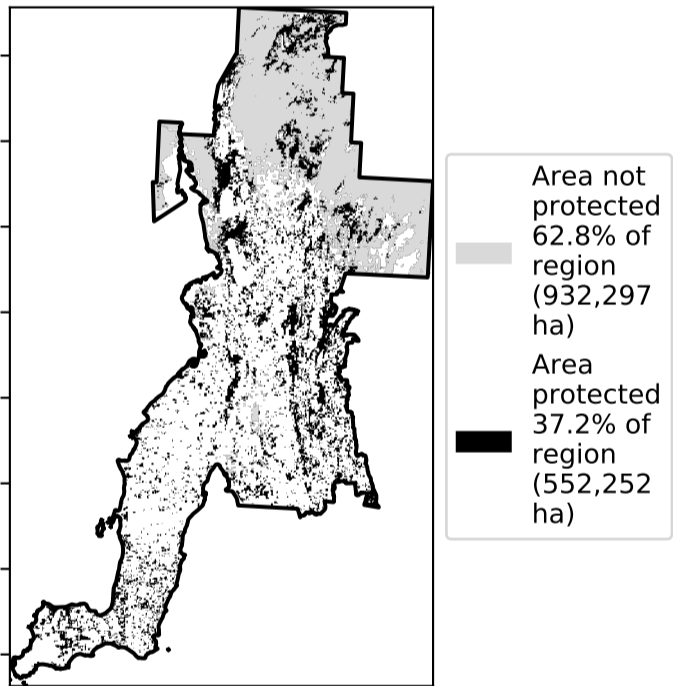 Area not
protected
62.8% of
region
(932,297
ha)
Area
protected
37.2% of
region
(552,252
ha)